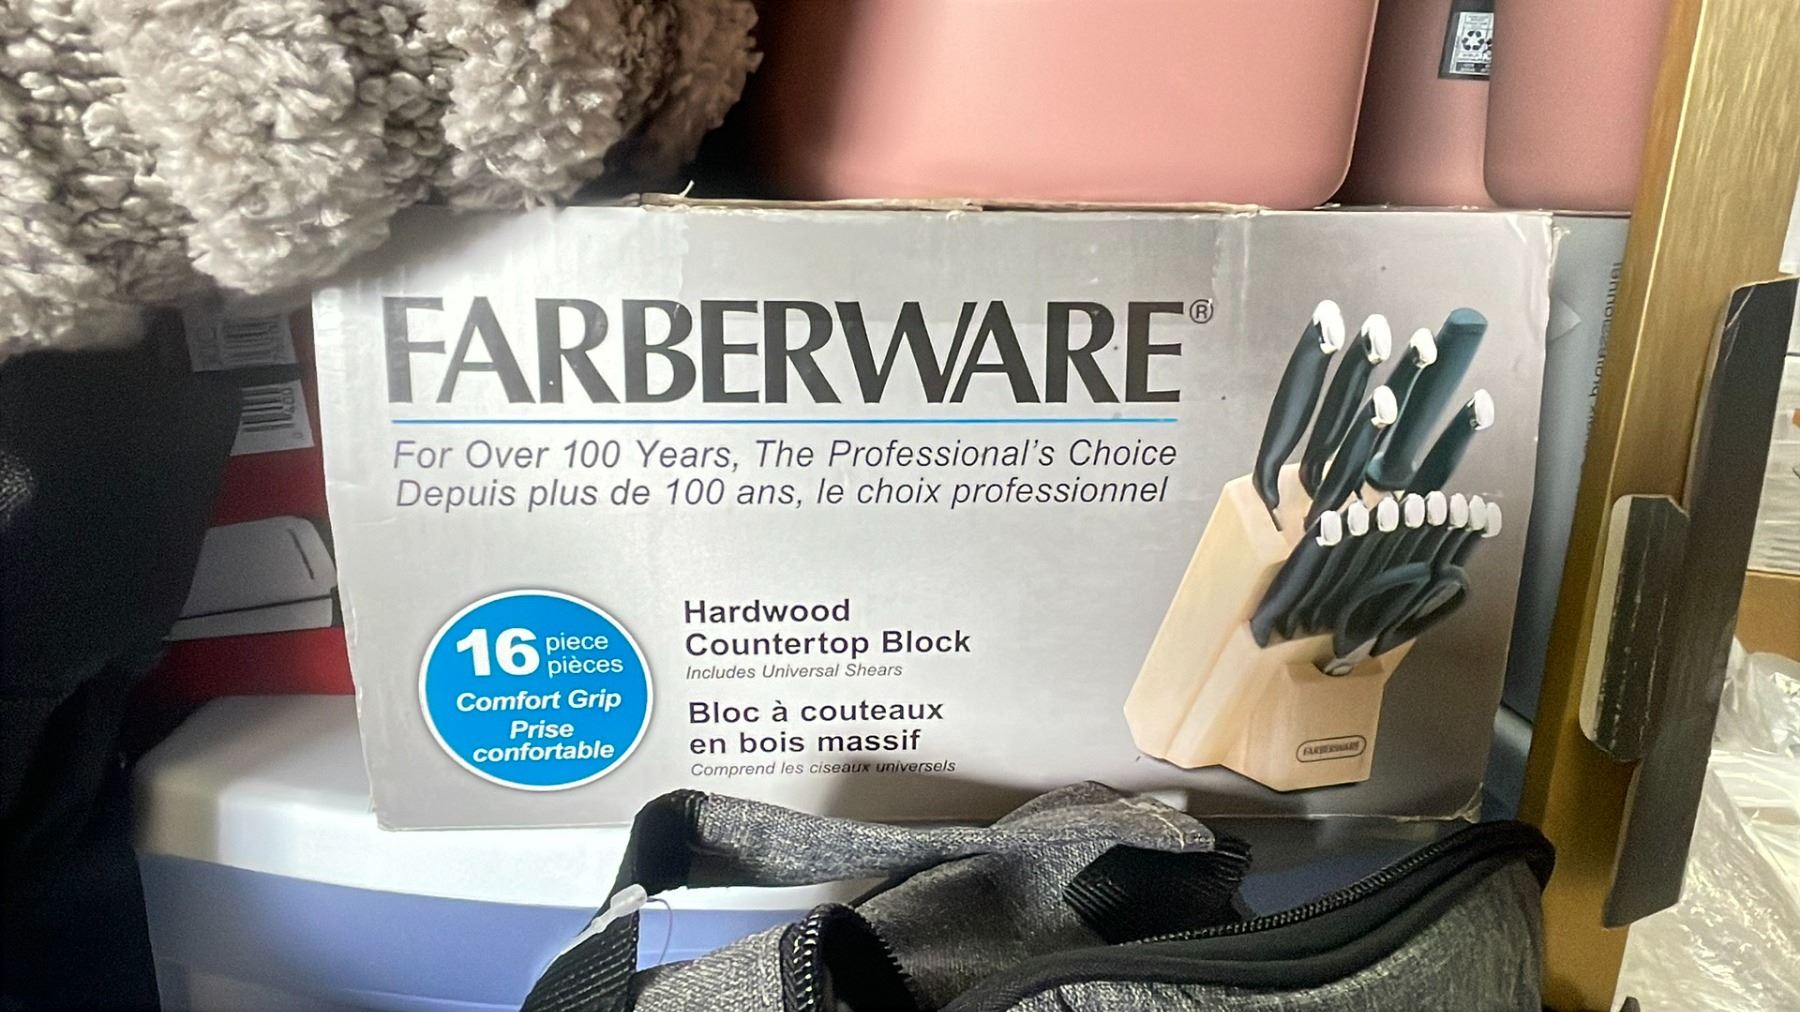 FARBERWARE®
For Over 100 Years, The Professional's Choice
Depuis plus de 100 ans, le choix professionnel
16 piece
pièces
Comfort Grip
Prise
confortable
Hardwood
Countertop Block
Includes Universal Shears
Bloc à couteaux
en bois massif
Comprend les ciseaux universels
FARBERWARE